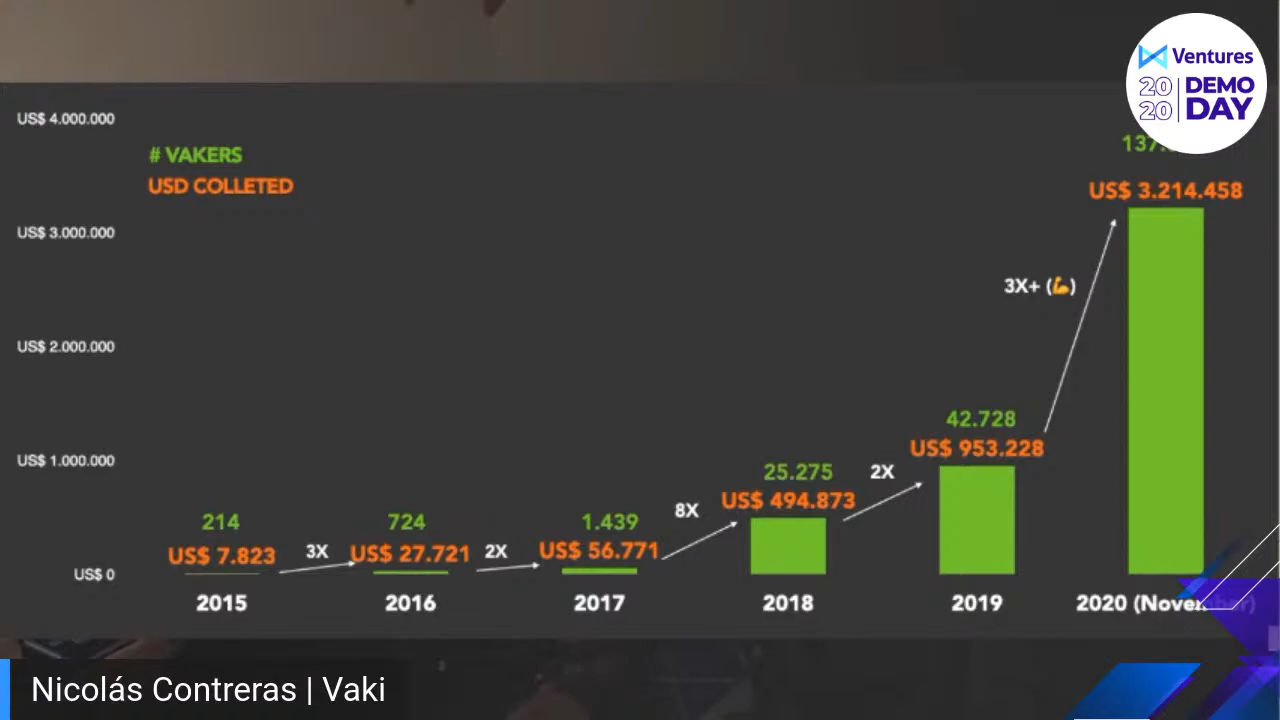 Ventures
20 20
DEMO DAY
US$ 4.000.000
US$ 3.000.000
US$ 2.000.000
US$ 1.000.000
US$ 0
# VAKERS
USD COLLETED
214
US$ 7.823
3X
724
US$ 27.721
2X
1.439
US$ 56.771
8X
25.275
US$ 494.873
2X
42.728
US$ 953.228
3X+ (💪)
US$ 3.214.458
2015
2016
2017
2018
2019
2020 (November)
Nicolás Contreras | Vaki